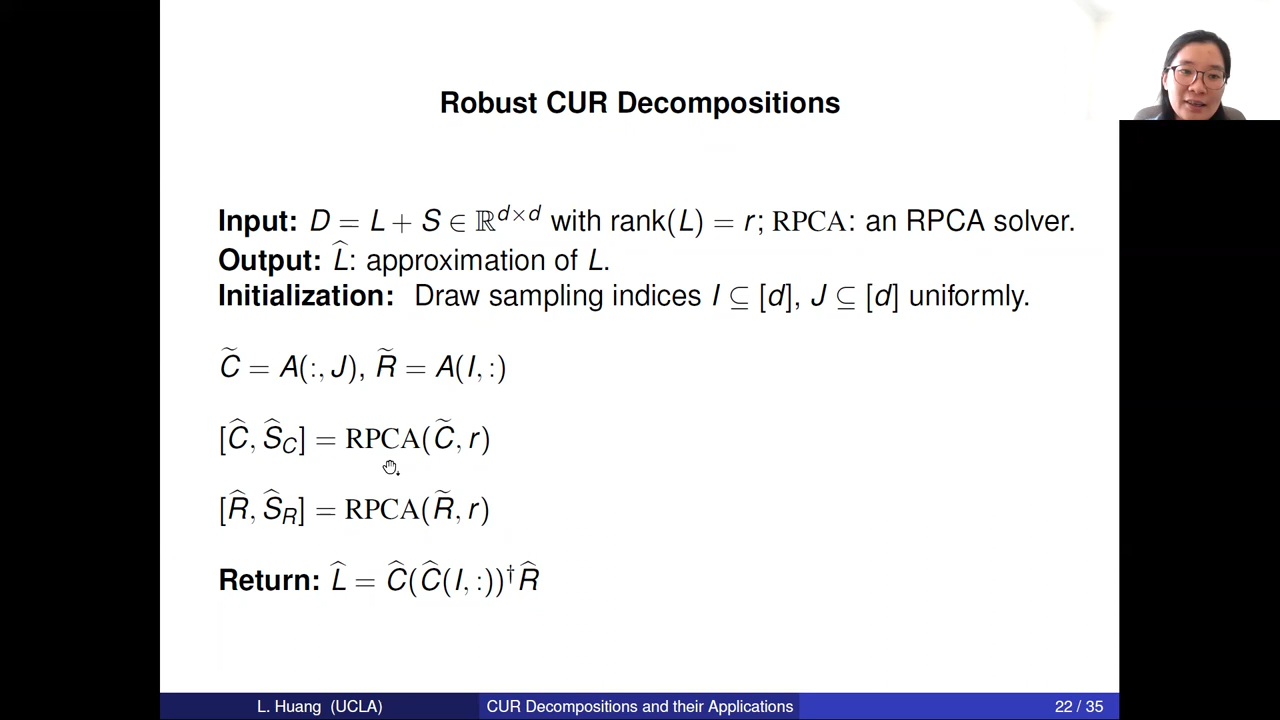 Robust CUR Decompositions
Input: D = L + S ∈ ℝ^{d×d} with rank(L) = r; RPCA: an RPCA solver.
Output: L̂: approximation of L.
Initialization: Draw sampling indices I ⊆ [d], J ⊆ [d] uniformly.
C̃ = A(:, J), R̃ = A(I, :)
[Ĉ, Ŝ_C] = RPCA(C̃, r)
[R̂, Ŝ_R] = RPCA(R̃, r)
Return: L̂ = Ĉ(Ĉ(I, :))^† R̂
L. Huang (UCLA) CUR Decompositions and their Applications 22 / 35